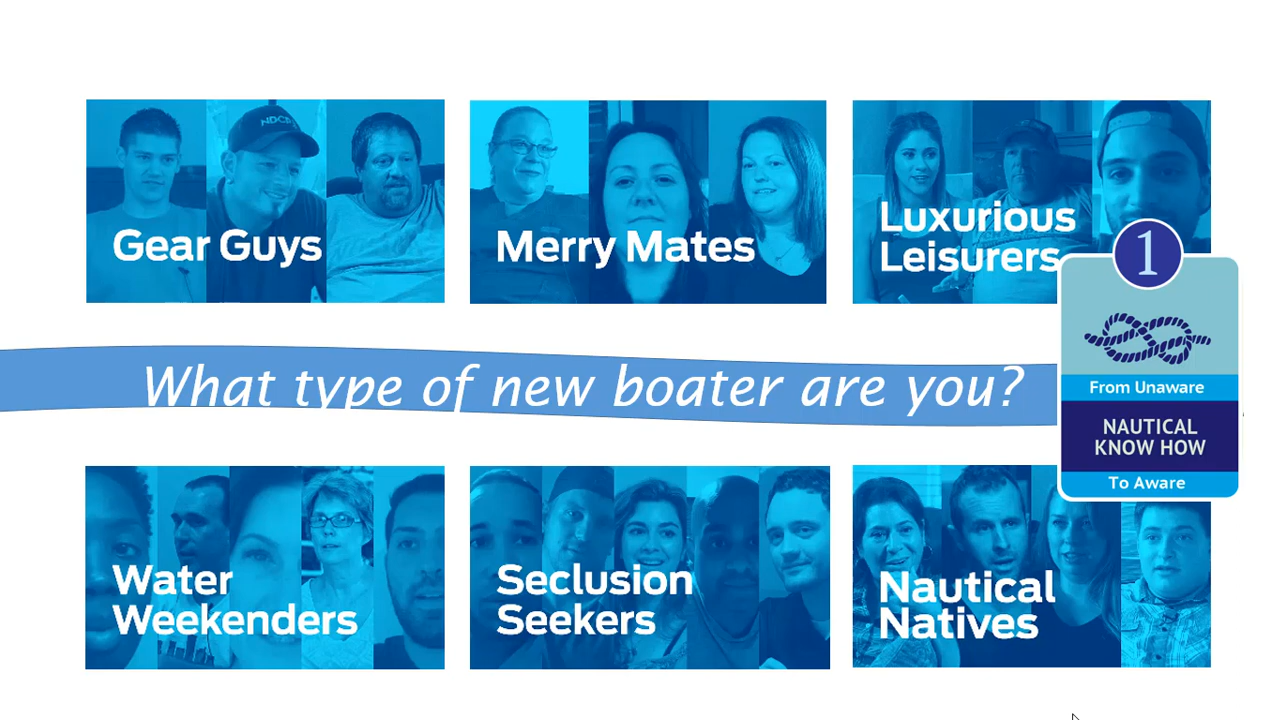 Gear Guys
Merry Mates
Luxurious
Leisurers
1
What type of new boater are you?
From Unaware
NAUTICAL
KNOW HOW
To Aware
Water
Weekenders
Seclusion
Seekers
Nautical
Natives